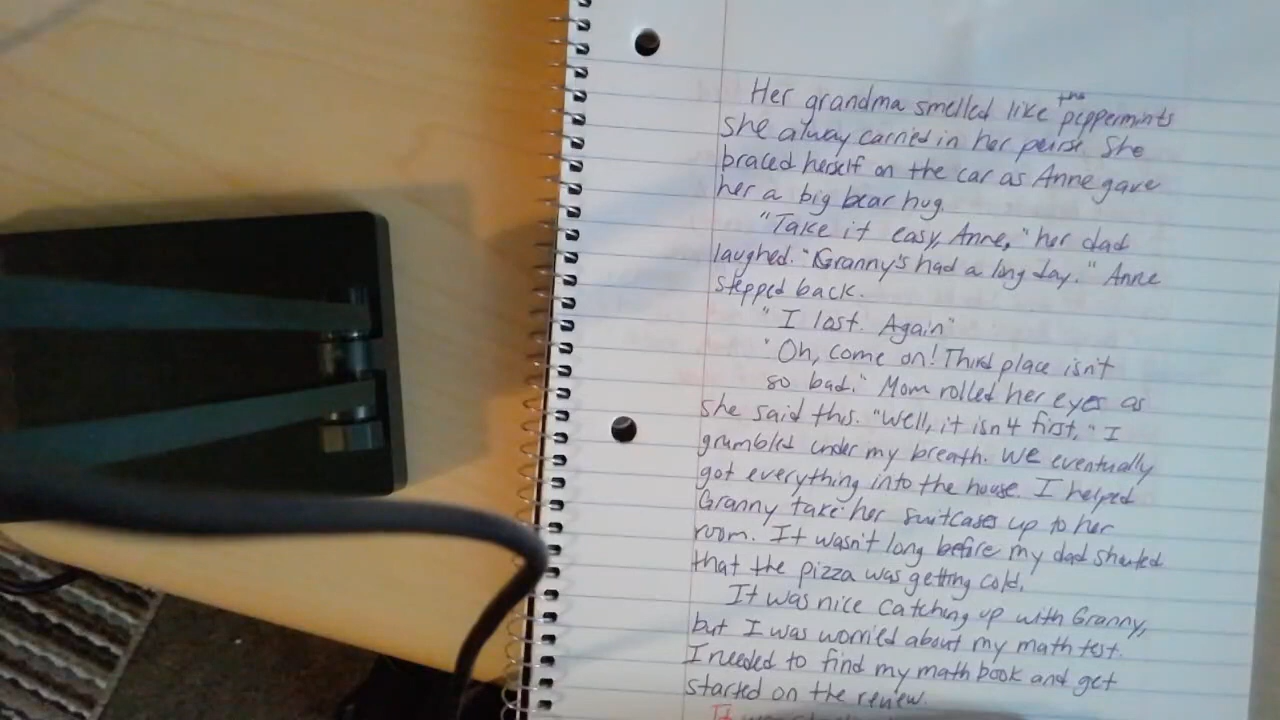 Her grandma smelled like the peppermints
she alway carried in her purse. She
braced herself on the car as Anne gave
her a big bear hug.
"Take it easy, Anne," her dad
laughed. "Granny's had a long day." Anne
stepped back.
"I lost. Again"
"Oh, come on! Third place isn't
so bad." Mom rolled her eyes as
she said this. "Well, it isn't first," I
grumbled under my breath. We eventually
got everything into the house. I helped
Granny take her suitcases up to her
room. It wasn't long before my dad shouted
that the pizza was getting cold.
It was nice catching up with Granny,
but I was worried about my math test.
I needed to find my math book and get
started on the review.
It